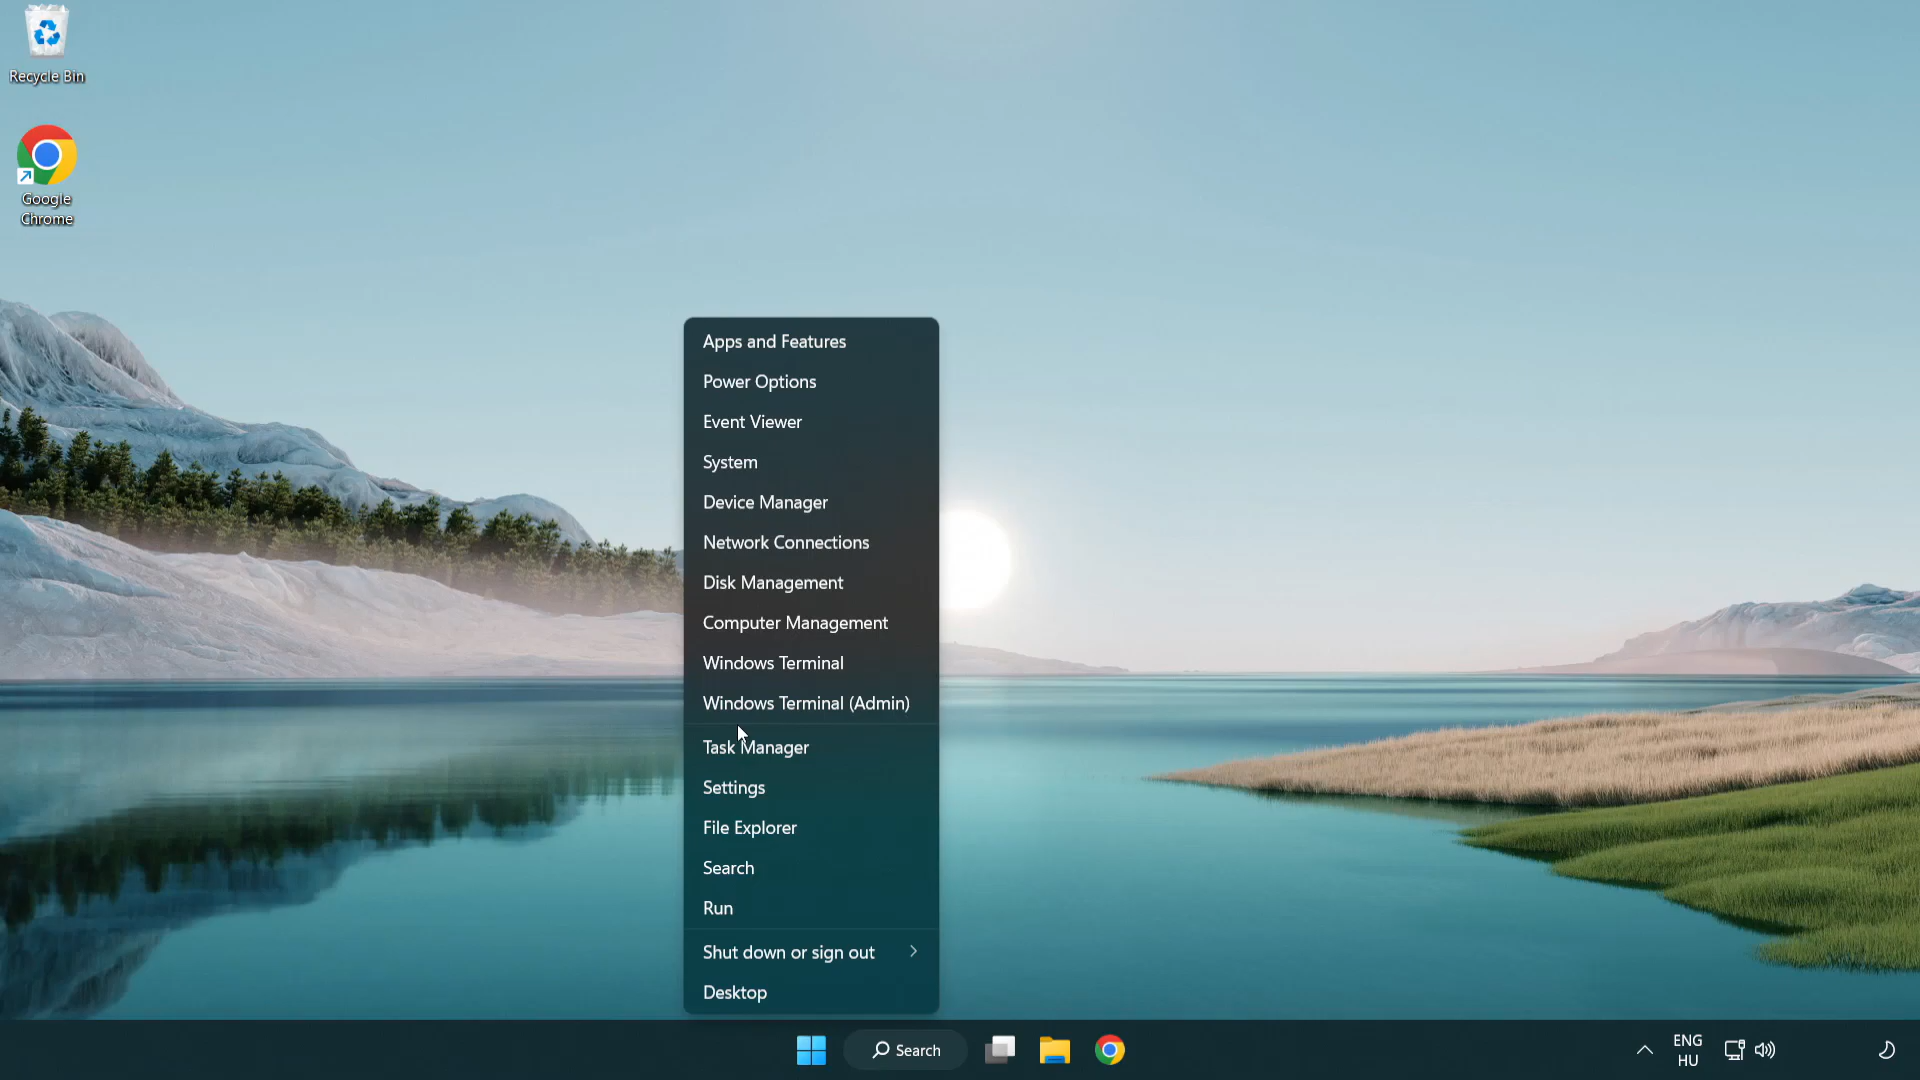 Recycle Bin
Google
Chrome
Apps and Features
Power Options
Event Viewer
System
Device Manager
Network Connections
Disk Management
Computer Management
Windows Terminal
Windows Terminal (Admin)
Task Manager
Settings
File Explorer
Search
Run
Shut down or sign out
Desktop
Search
ENG
HU